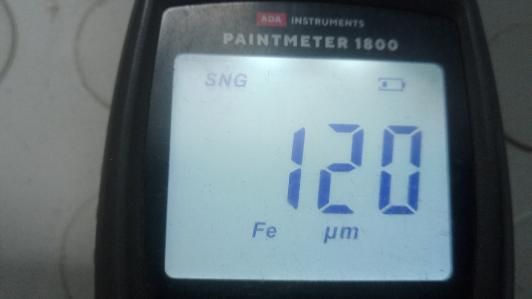 ADA INSTRUMENTS
PAINTMETER 1800
SNG
120
Fe μm